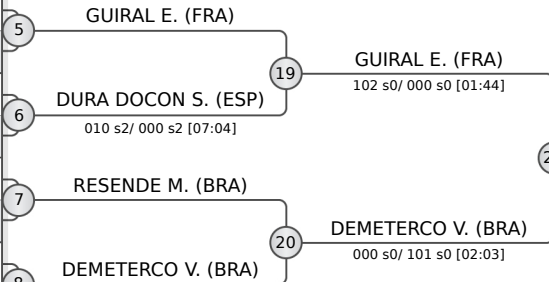 GUIRAL E. (FRA)
5
19
GUIRAL E. (FRA)
102 s0/ 000 s0 [01:44]
DURA DOCON S. (ESP)
6
010 s2/ 000 s2 [07:04]
RESENDE M. (BRA)
7
20
DEMETERCO V. (BRA)
000 s0/ 101 s0 [02:03]
DEMETERCO V. (BRA)
8